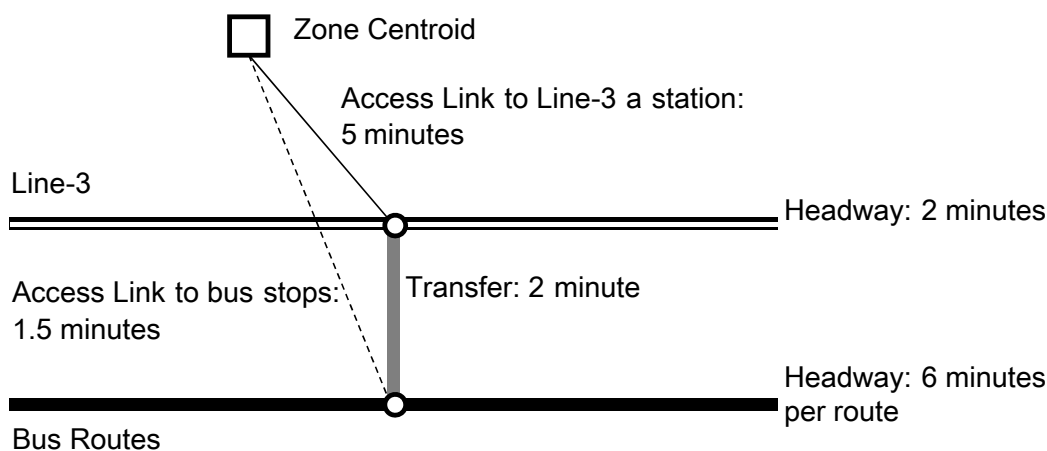 Zone Centroid
Access Link to Line-3 a station:
5 minutes
Line-3
Headway: 2 minutes
Access Link to bus stops:
1.5 minutes
Transfer: 2 minute
Headway: 6 minutes
per route
Bus Routes